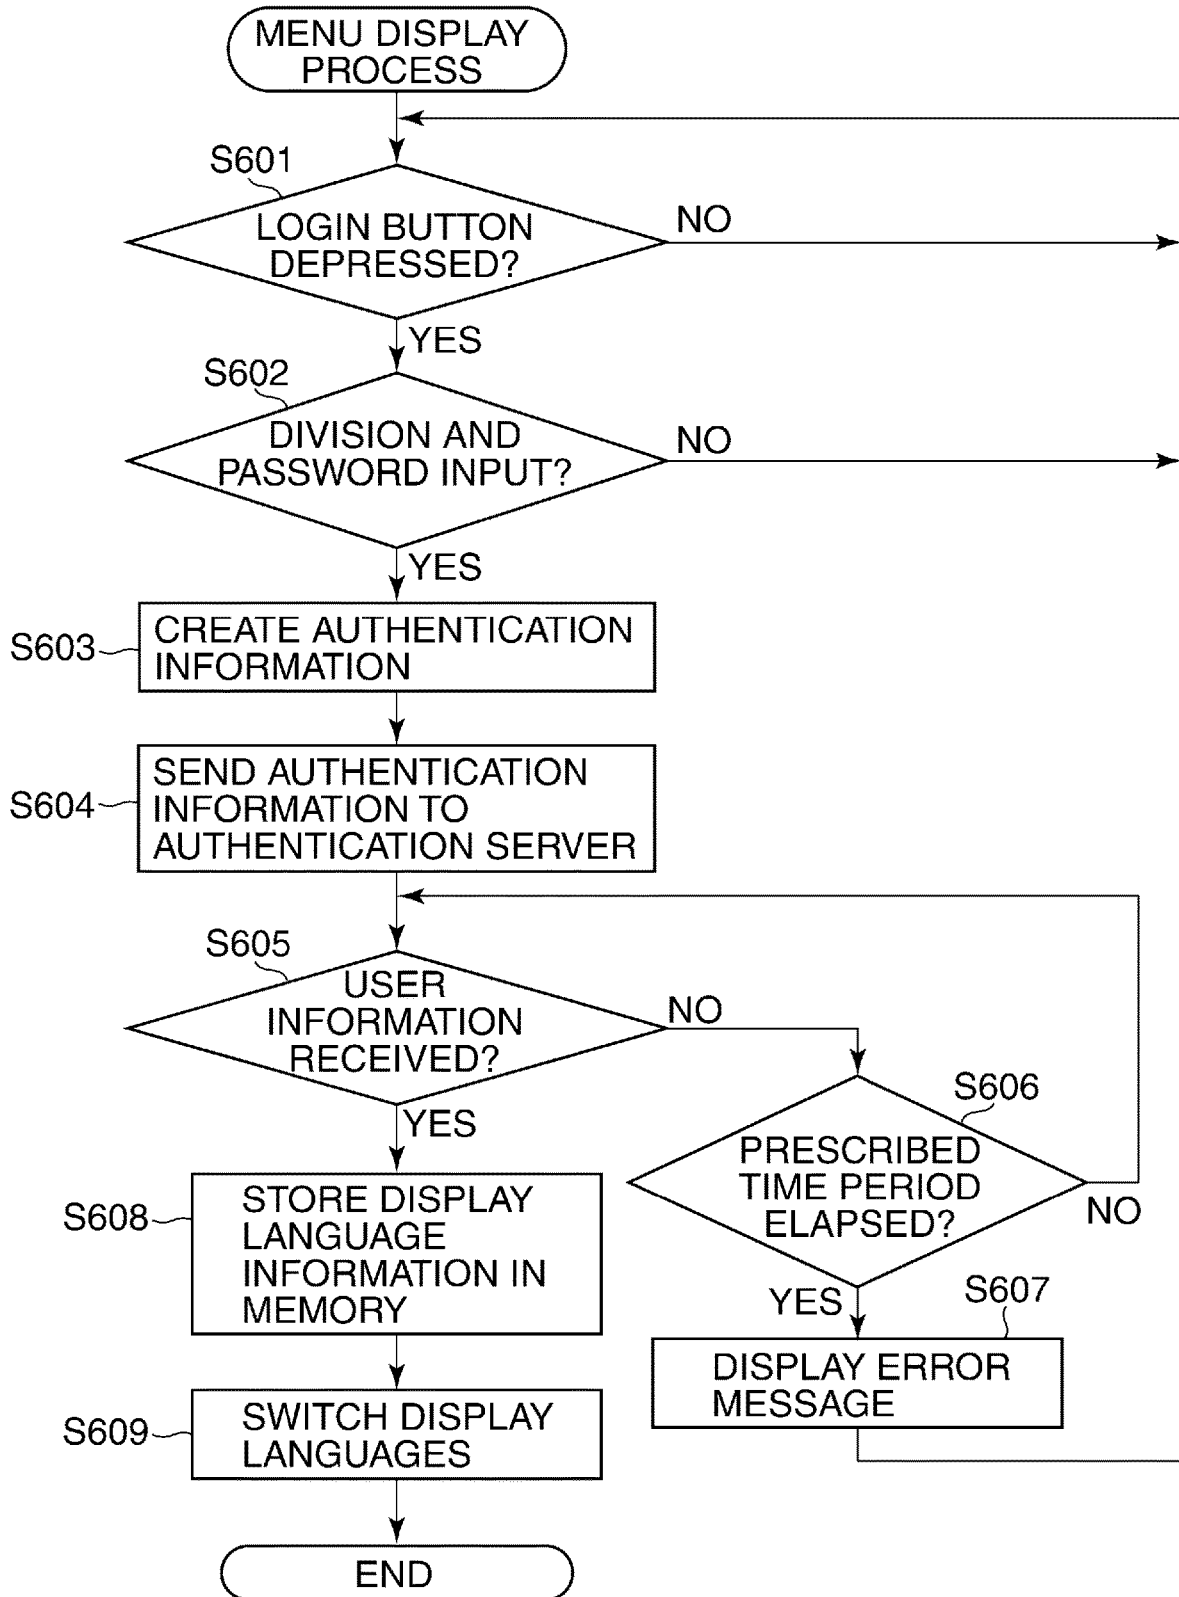 MENU DISPLAY
PROCESS
S601
LOGIN BUTTON
DEPRESSED?
NO
YES
S602
DIVISION AND
PASSWORD INPUT?
NO
YES
S603
CREATE AUTHENTICATION
INFORMATION
S604
SEND AUTHENTICATION
INFORMATION TO
AUTHENTICATION SERVER
S605
USER
INFORMATION
RECEIVED?
NO
YES
S606
PRESCRIBED
TIME PERIOD
ELAPSED?
NO
YES
S607
DISPLAY ERROR
MESSAGE
S608
STORE DISPLAY
LANGUAGE
INFORMATION IN
MEMORY
S609
SWITCH DISPLAY
LANGUAGES
END